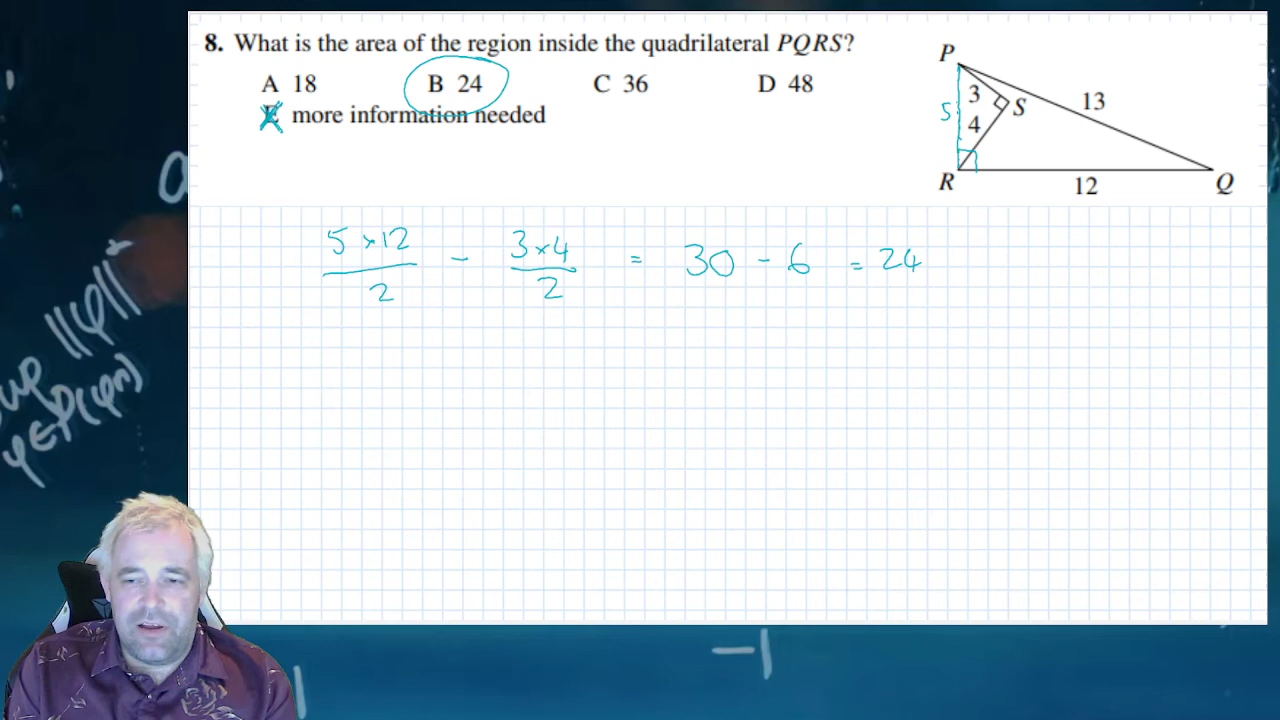 8. What is the area of the region inside the quadrilateral PQRS?
A 18 B 24 C 36 D 48
E more information needed
P
3
S
13
5
4
R
12
Q
5 × 12 / 2 - 3 × 4 / 2 = 30 - 6 = 24
-1